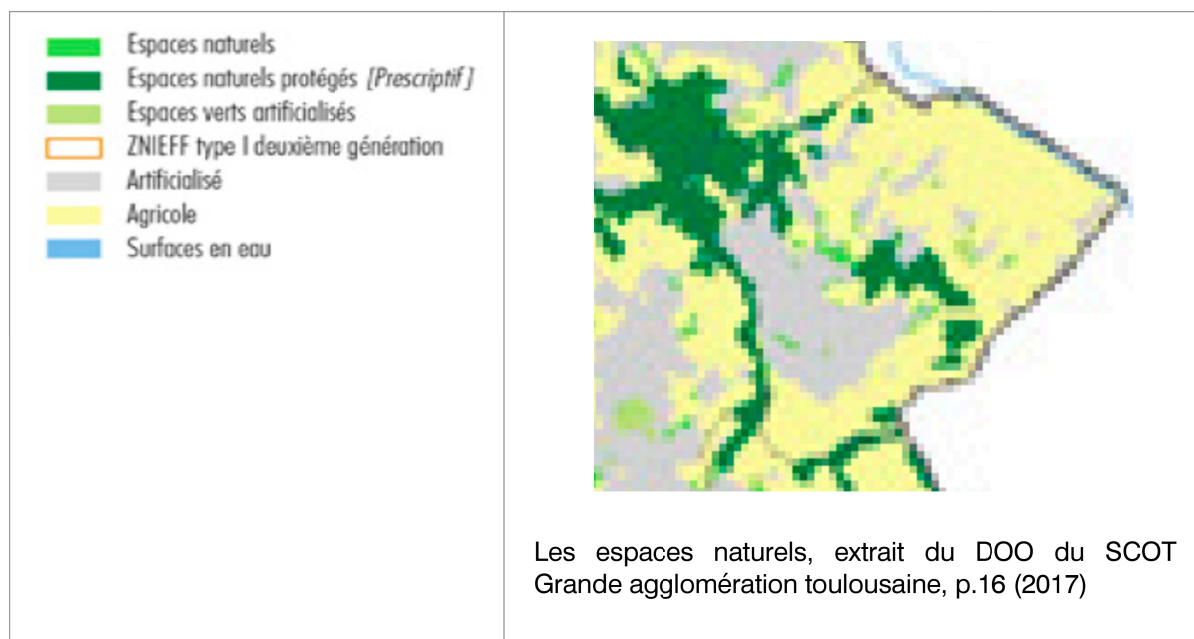 Espaces naturels
Espaces naturels protégés [Prescriptif]
Espaces verts artificialisés
ZNIEFF type I deuxième génération
Artificialisé
Agricole
Surfaces en eau
Les espaces naturels, extrait du DOO du SCOT
Grande agglomération toulousaine, p.16 (2017)